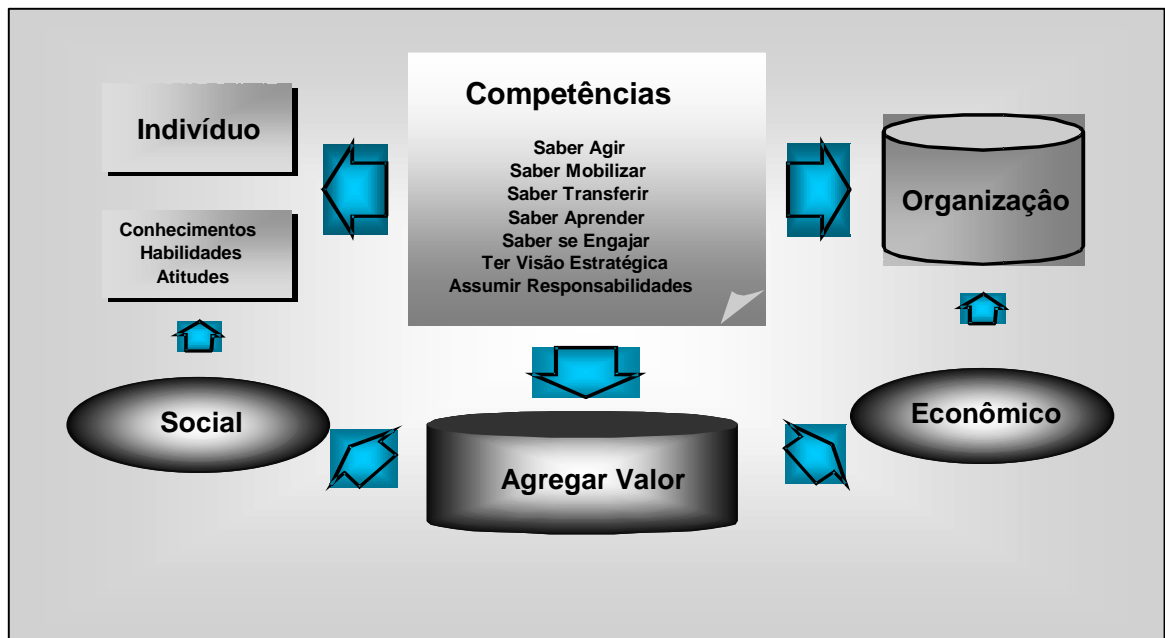 Indivíduo
Conhecimentos
Habilidades
Atitudes
Competências
Saber Agir
Saber Mobilizar
Saber Transferir
Saber Aprender
Saber se Engajar
Ter Visão Estratégica
Assumir Responsabilidades
Organizaçâo
Social
Agregar Valor
Econômico